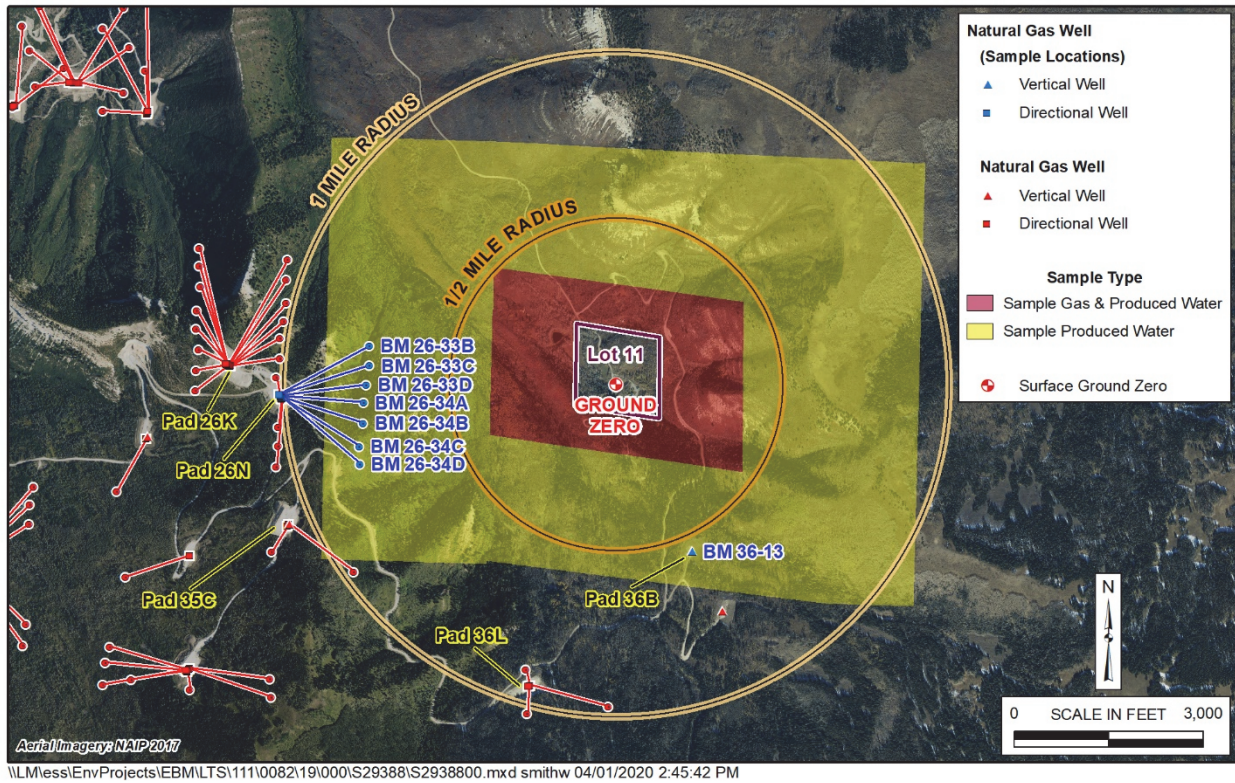 1 MILE RADIUS
1/2 MILE RADIUS
BM 26-33B
BM 26-33C
BM 26-33D
BM 26-34A
BM 26-34B
BM 26-34C
BM 26-34D
Lot 11
GROUND
ZERO
Pad 26K
Pad 26N
Pad 35C
BM 36-13
Pad 36B
Pad 36L
Natural Gas Well
(Sample Locations)
Vertical Well
Directional Well
Natural Gas Well
Vertical Well
Directional Well
Sample Type
Sample Gas & Produced Water
Sample Produced Water
Surface Ground Zero
N
0 SCALE IN FEET 3,000
Aerial Imagery: NAIP 2017
\\LM\ess\EnvProjects\EBM\LTS\111\0082\19\000\S29388\S2938800.mxd smithw 04/01/2020 2:45:42 PM